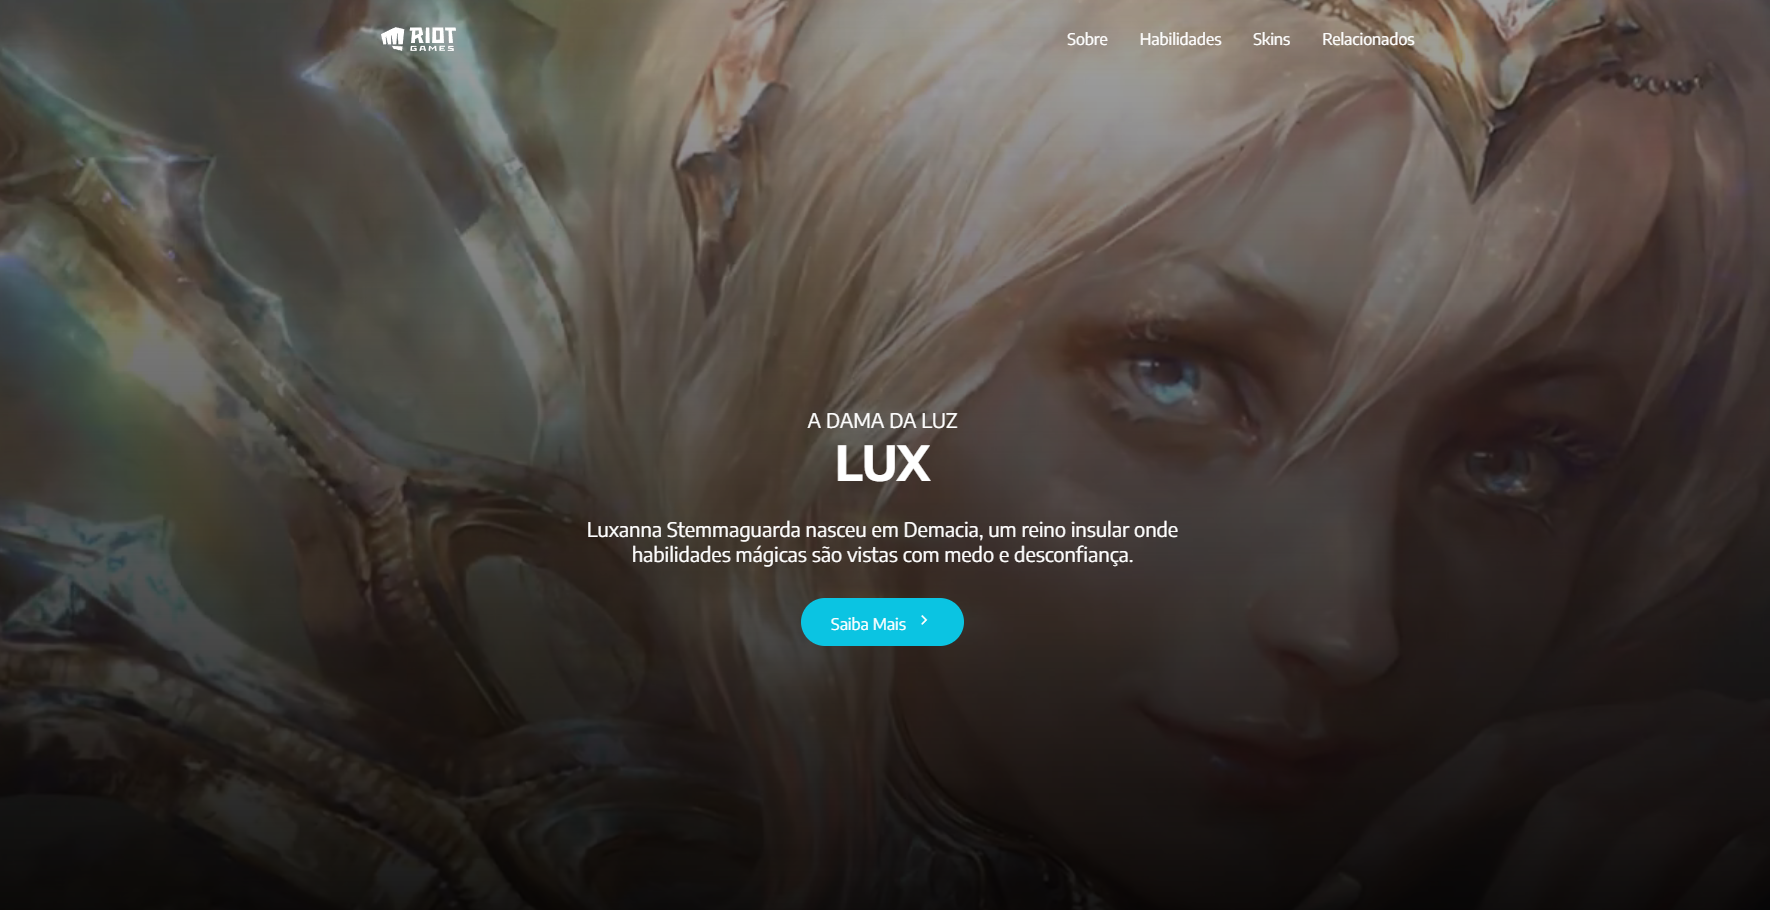 RIOT
GAMES
Sobre Habilidades Skins Relacionados
A DAMA DA LUZ
LUX
Luxanna Stemmaguarda nasceu em Demacia, um reino insular onde
habilidades mágicas são vistas com medo e desconfiança.
Saiba Mais